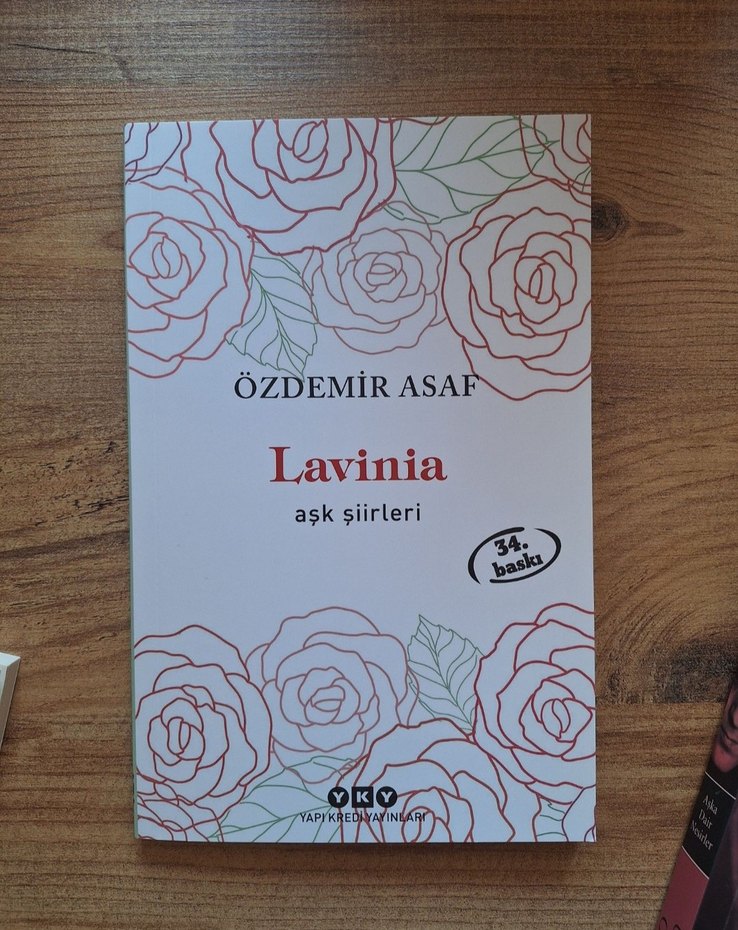 ÖZDEMİR ASAF
Lavinia
aşk şiirleri
34.
baskı
YKY
YAPI KREDİ YAYINLARI
Aşka
Dair
Nesirler